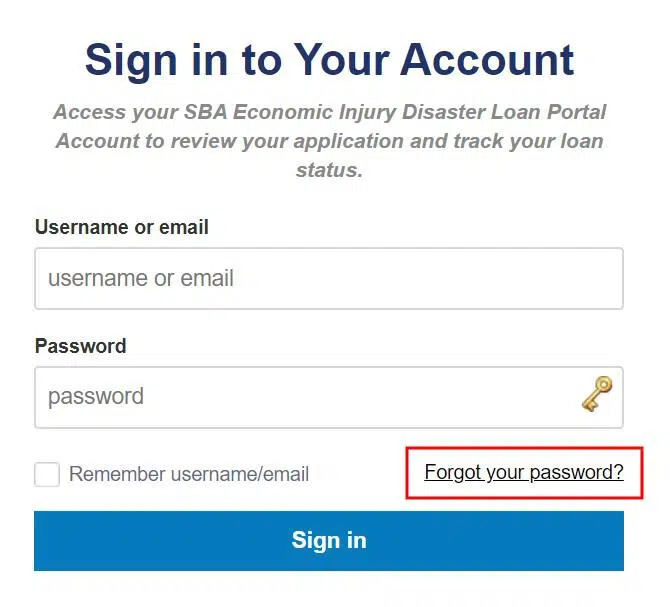 Sign in to Your Account
Access your SBA Economic Injury Disaster Loan Portal
Account to review your application and track your loan
status.
Username or email
username or email
Password
password
Remember username/email
Forgot your password?
Sign in